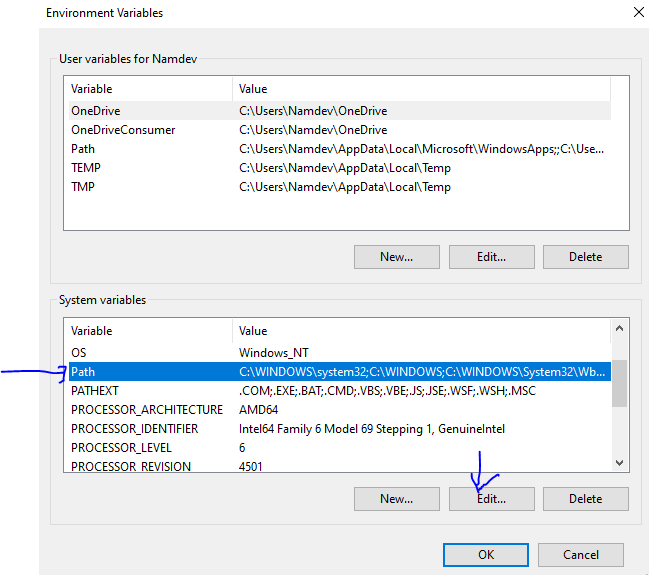 Environment Variables
User variables for Namdev
Variable Value
OneDrive C:\Users\Namdev\OneDrive
OneDriveConsumer C:\Users\Namdev\OneDrive
Path C:\Users\Namdev\AppData\Local\Microsoft\WindowsApps;;C:\Use...
TEMP C:\Users\Namdev\AppData\Local\Temp
TMP C:\Users\Namdev\AppData\Local\Temp
New... Edit... Delete
System variables
Variable Value
OS Windows_NT
Path C:\WINDOWS\system32;C:\WINDOWS;C:\WINDOWS\System32\Wb...
PATHEXT .COM;.EXE;.BAT;.CMD;.VBS;.VBE;.JS;.JSE;.WSF;.WSH;.MSC
PROCESSOR_ARCHITECTURE AMD64
PROCESSOR_IDENTIFIER Intel64 Family 6 Model 69 Stepping 1, GenuineIntel
PROCESSOR_LEVEL 6
PROCESSOR_REVISION 4501
New... Edit... Delete
OK Cancel